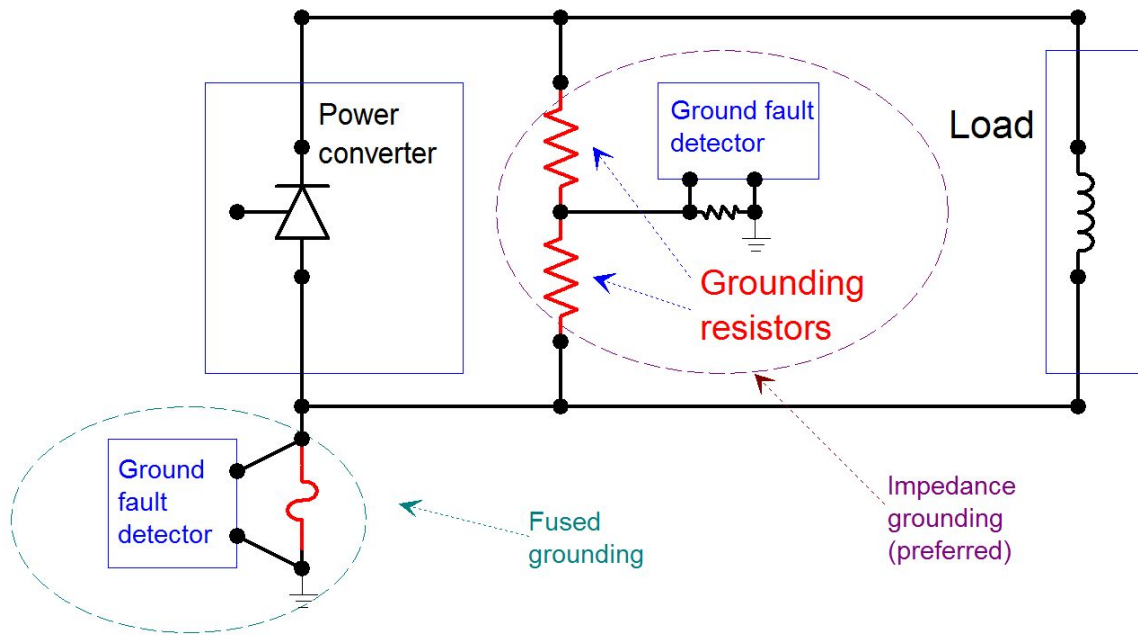 Power
converter
Ground fault
detector
Load
Grounding
resistors
Ground
fault
detector
Fused
grounding
Impedance
grounding
(preferred)